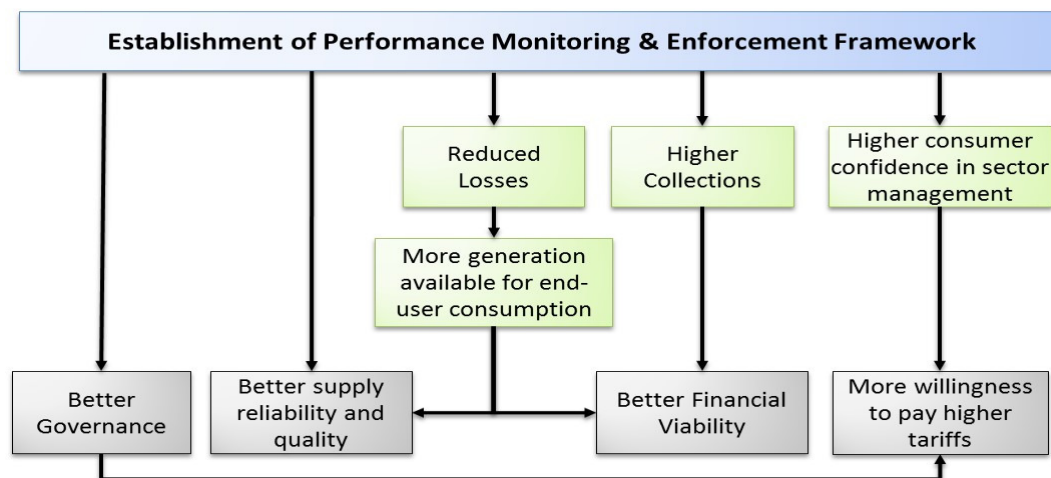 Establishment of Performance Monitoring & Enforcement Framework
Reduced
Losses
Higher
Collections
Higher consumer
confidence in sector
management
More generation
available for end-
user consumption
Better
Governance
Better supply
reliability and
quality
Better Financial
Viability
More willingness
to pay higher
tariffs